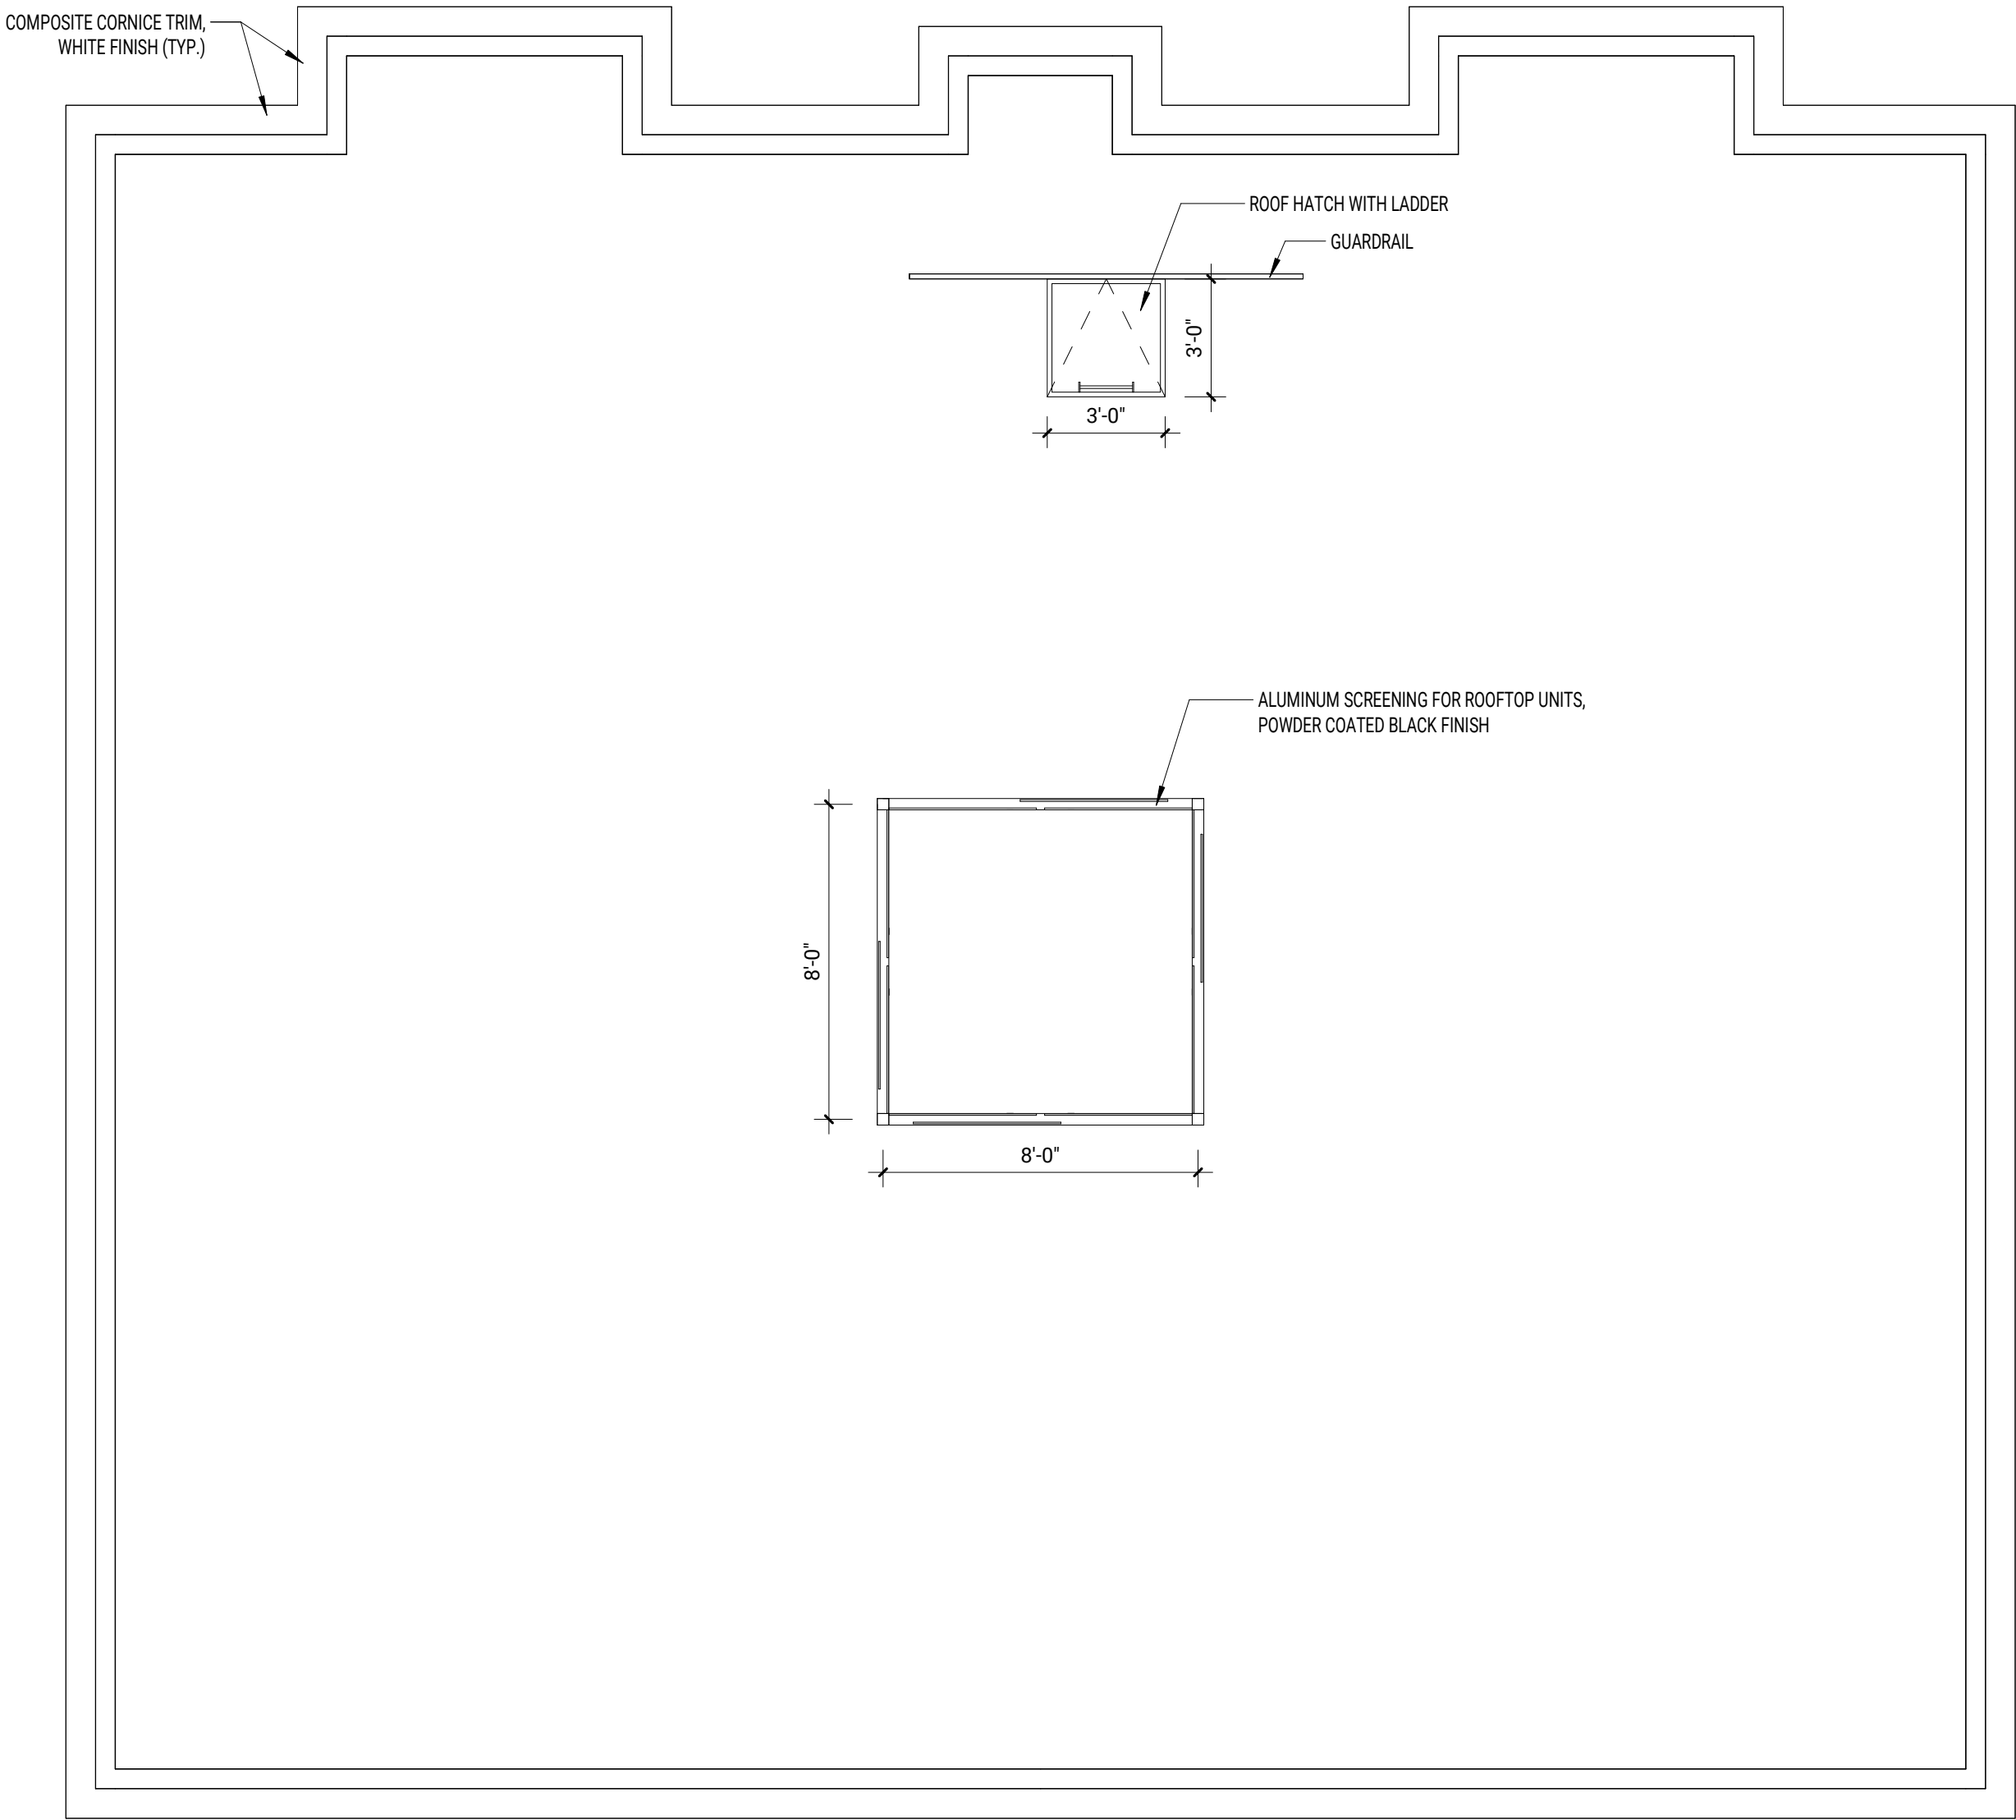 COMPOSITE CORNICE TRIM,
WHITE FINISH (TYP.)
ROOF HATCH WITH LADDER
GUARDRAIL
3'-0"
3'-0"
ALUMINUM SCREENING FOR ROOFTOP UNITS,
POWDER COATED BLACK FINISH
8'-0"
8'-0"